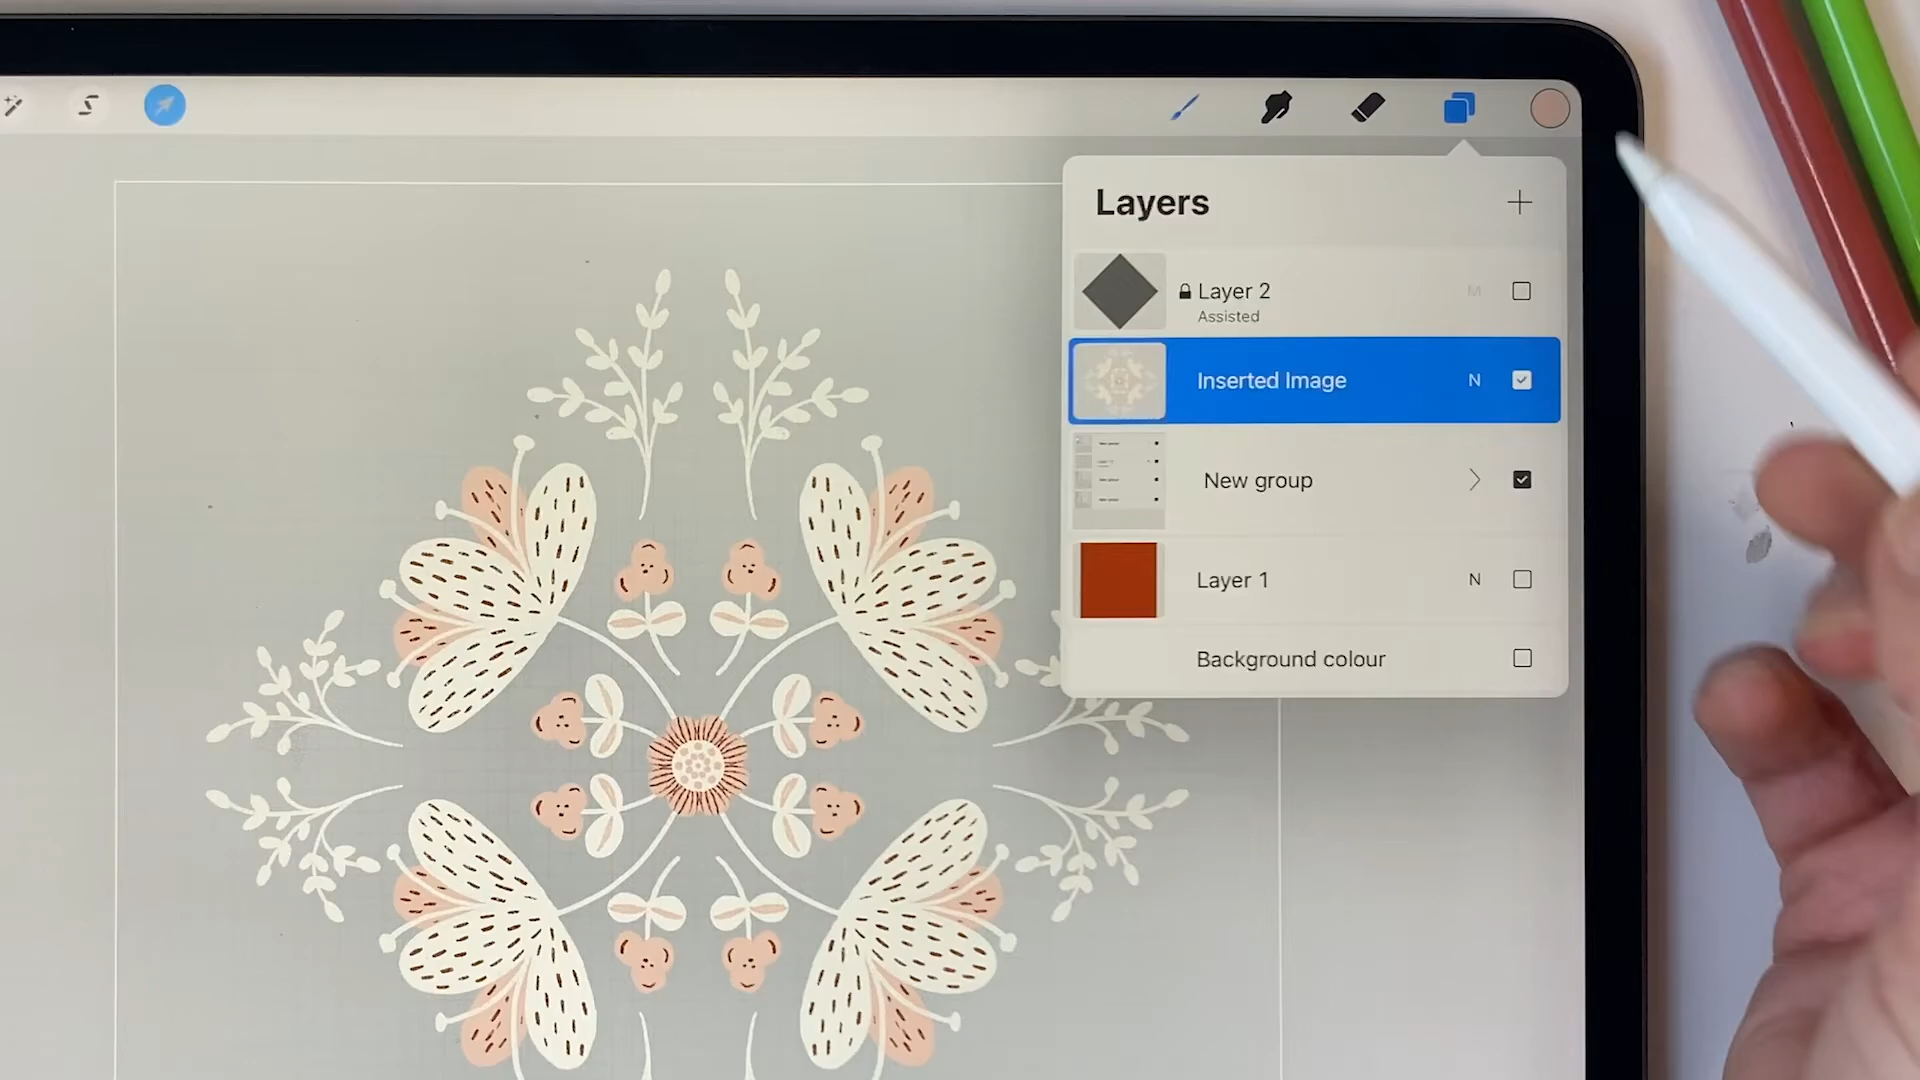 Layers
Layer 2
M
Assisted
Inserted Image
N
New group
Layer 1
N
Background colour